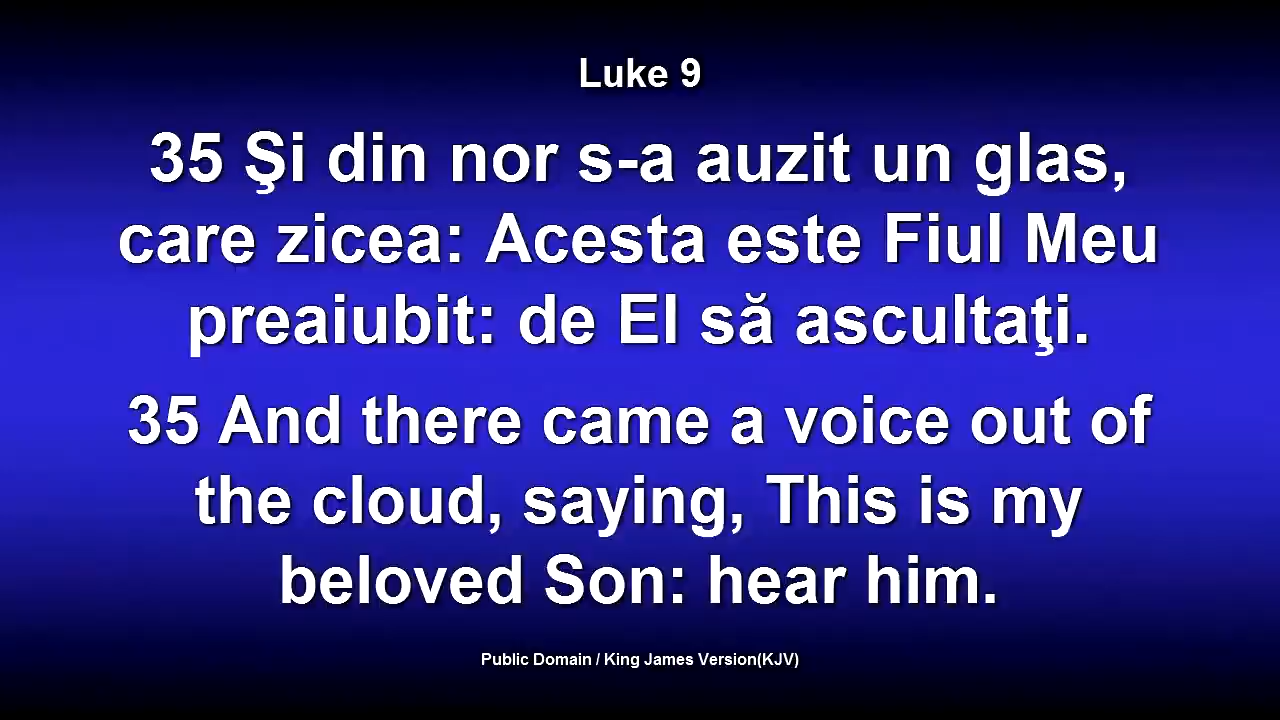 Luke 9
35 Şi din nor s-a auzit un glas,
care zicea: Acesta este Fiul Meu
preaiubit: de El să ascultaţi.
35 And there came a voice out of
the cloud, saying, This is my
beloved Son: hear him.
Public Domain / King James Version(KJV)